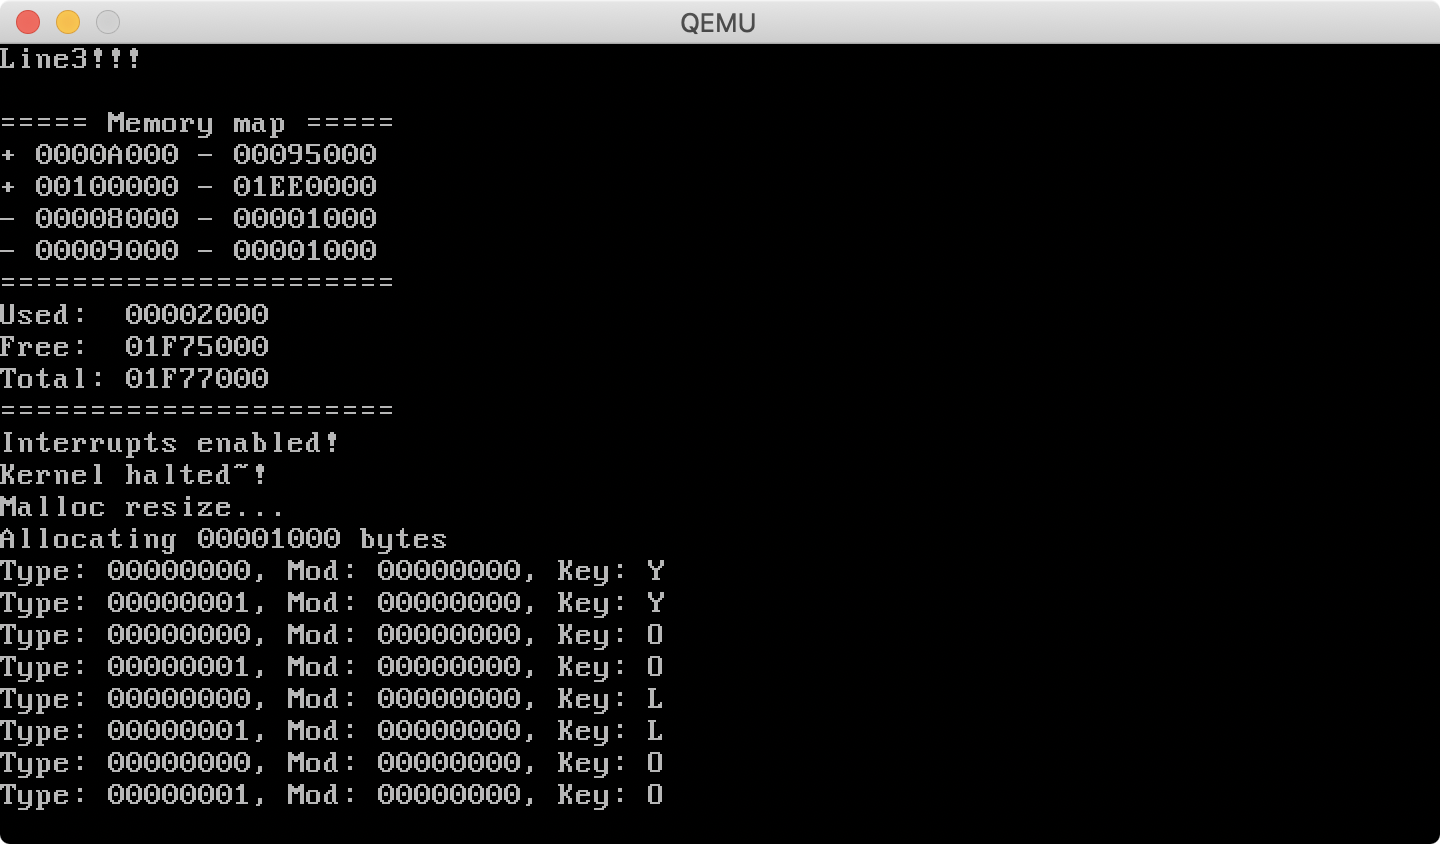 QEMU
Line3!!!
===== Memory map =====
+ 0000A000 - 00095000
+ 00100000 - 01EE0000
- 00008000 - 00001000
- 00009000 - 00001000
======================
Used:  00002000
Free:  01F75000
Total: 01F77000
======================
Interrupts enabled!
Kernel halted~!
Malloc resize...
Allocating 00001000 bytes
Type: 00000000, Mod: 00000000, Key: Y
Type: 00000001, Mod: 00000000, Key: Y
Type: 00000000, Mod: 00000000, Key: O
Type: 00000001, Mod: 00000000, Key: O
Type: 00000000, Mod: 00000000, Key: L
Type: 00000001, Mod: 00000000, Key: L
Type: 00000000, Mod: 00000000, Key: O
Type: 00000001, Mod: 00000000, Key: O